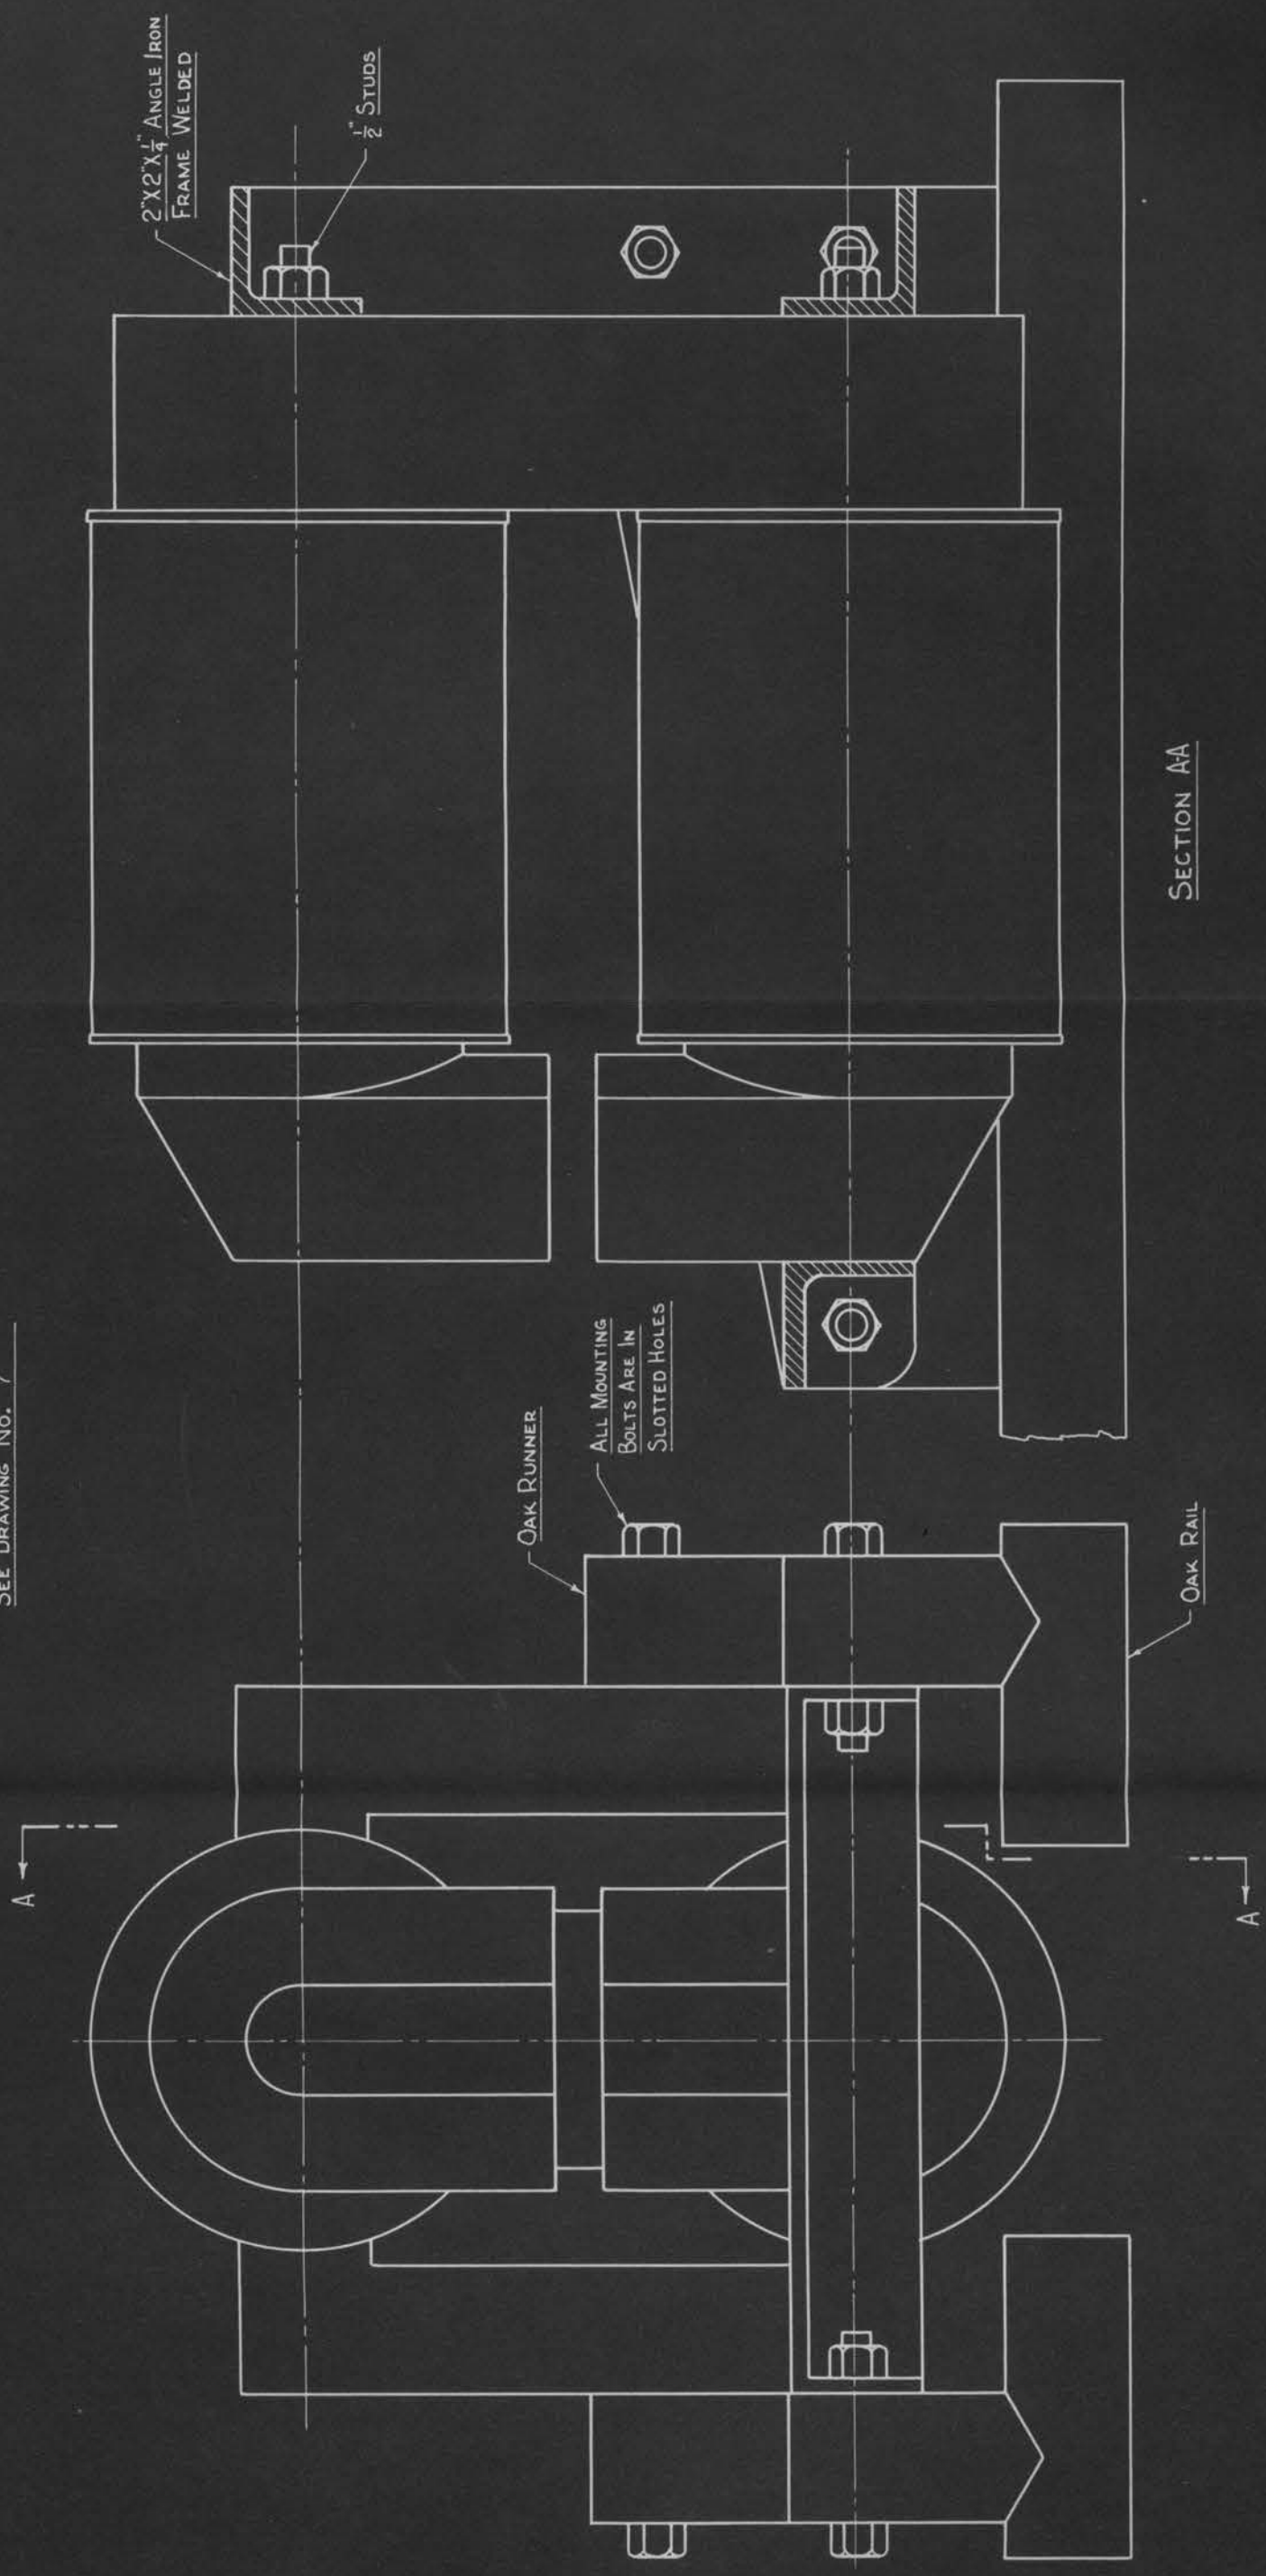 SEE DRAWING NO. 7
2"X2"X1/4" ANGLE IRON
FRAME WELDED
1/2" STUDS
OAK RUNNER
ALL MOUNTING
BOLTS ARE IN
SLOTTED HOLES
OAK RAIL
A
A
SECTION A-A